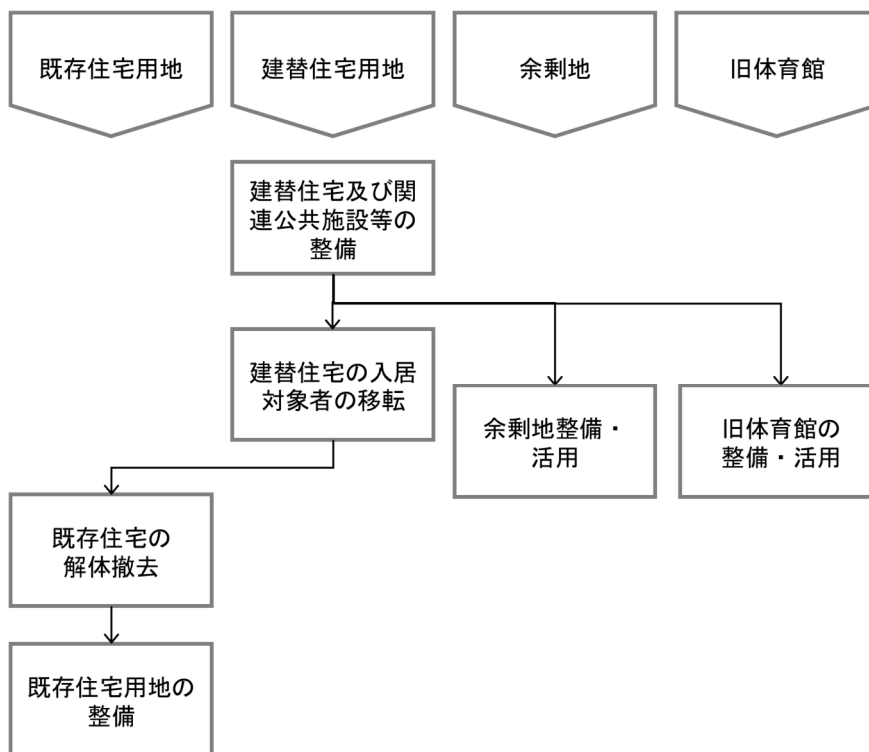 既存住宅用地
建替住宅用地
余剰地
旧体育館
建替住宅及び関
連公共施設等の
整備
建替住宅の入居
対象者の移転
余剰地整備・
活用
旧体育館の
整備・活用
既存住宅の
解体撤去
既存住宅用地の
整備